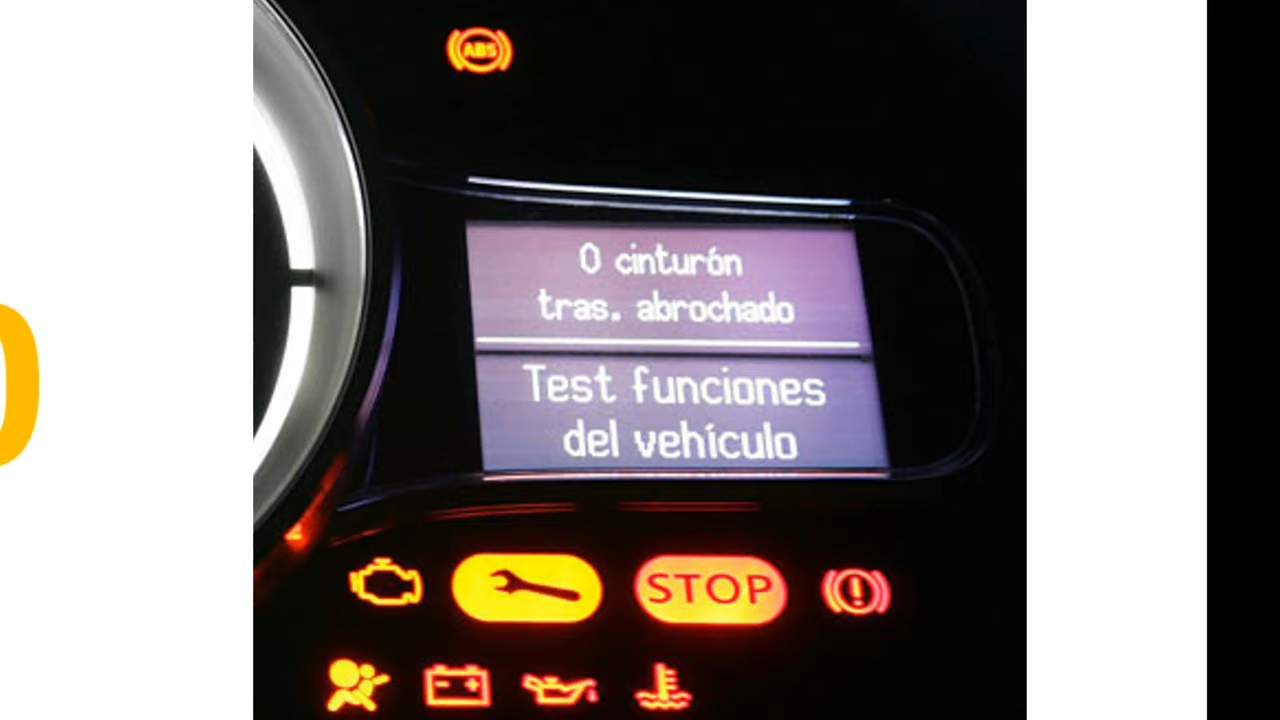 ABS
0 cinturón
tras. abrochado
Test funciones
del vehículo
STOP